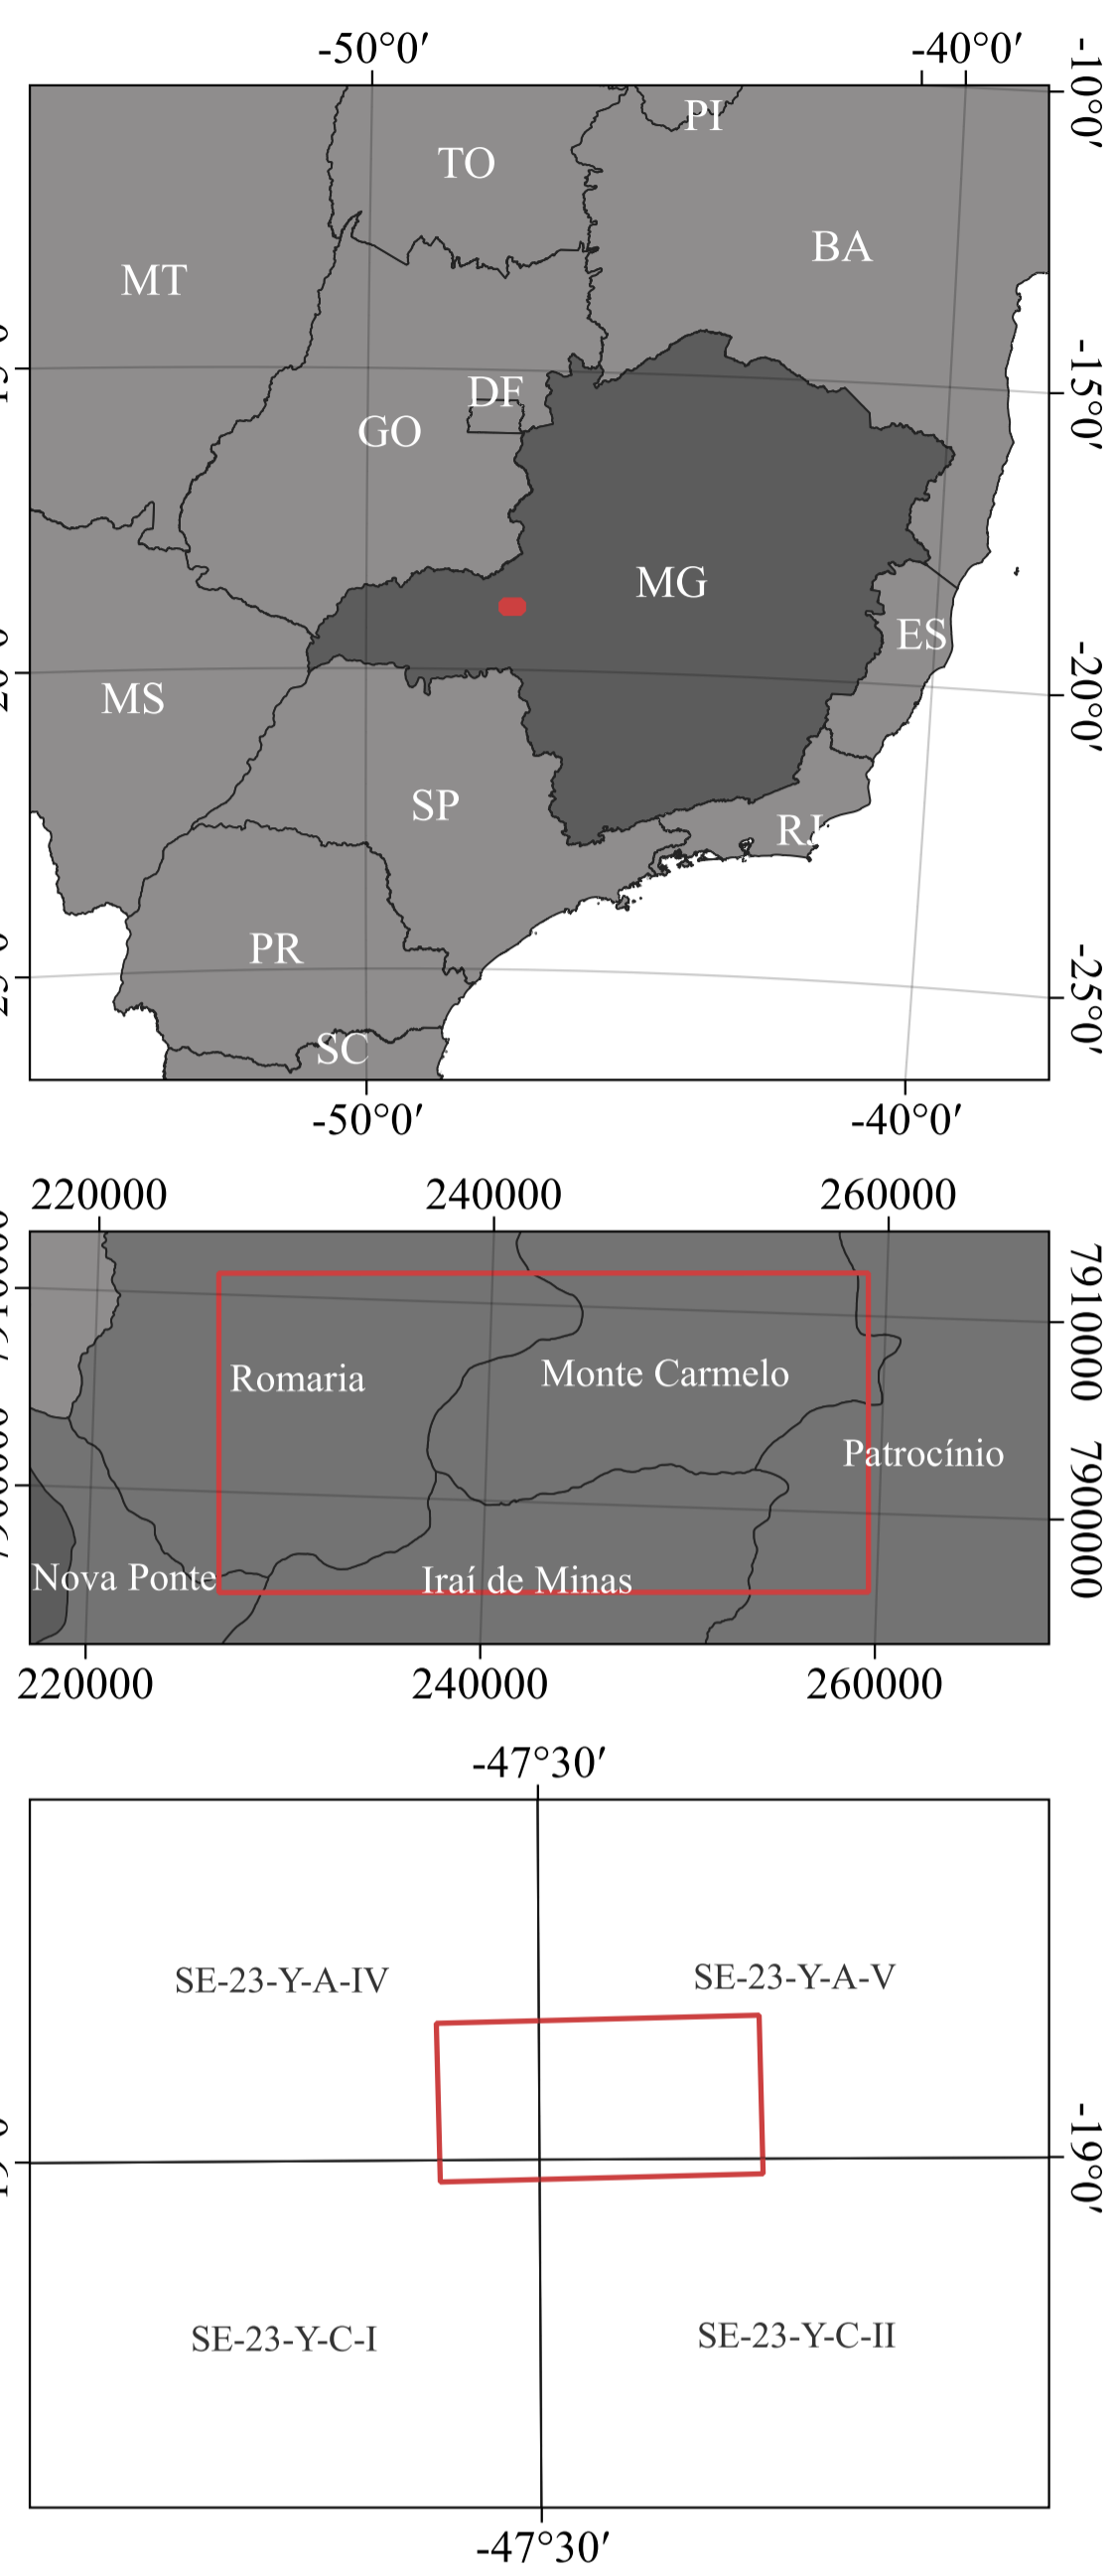 -50°0′ -40°0′
-10°0′
PI
TO
BA
MT
-15°0′
DF
GO
MG
ES
-20°0′
MS
SP
RJ
PR
-25°0′
SC
-50°0′ -40°0′
220000 240000 260000
7910000
Romaria
Monte Carmelo
Patrocínio
7900000
Nova Ponte
Iraí de Minas
220000 240000 260000
-47°30′
SE-23-Y-A-IV
SE-23-Y-A-V
-19°0′
SE-23-Y-C-I
SE-23-Y-C-II
-47°30′